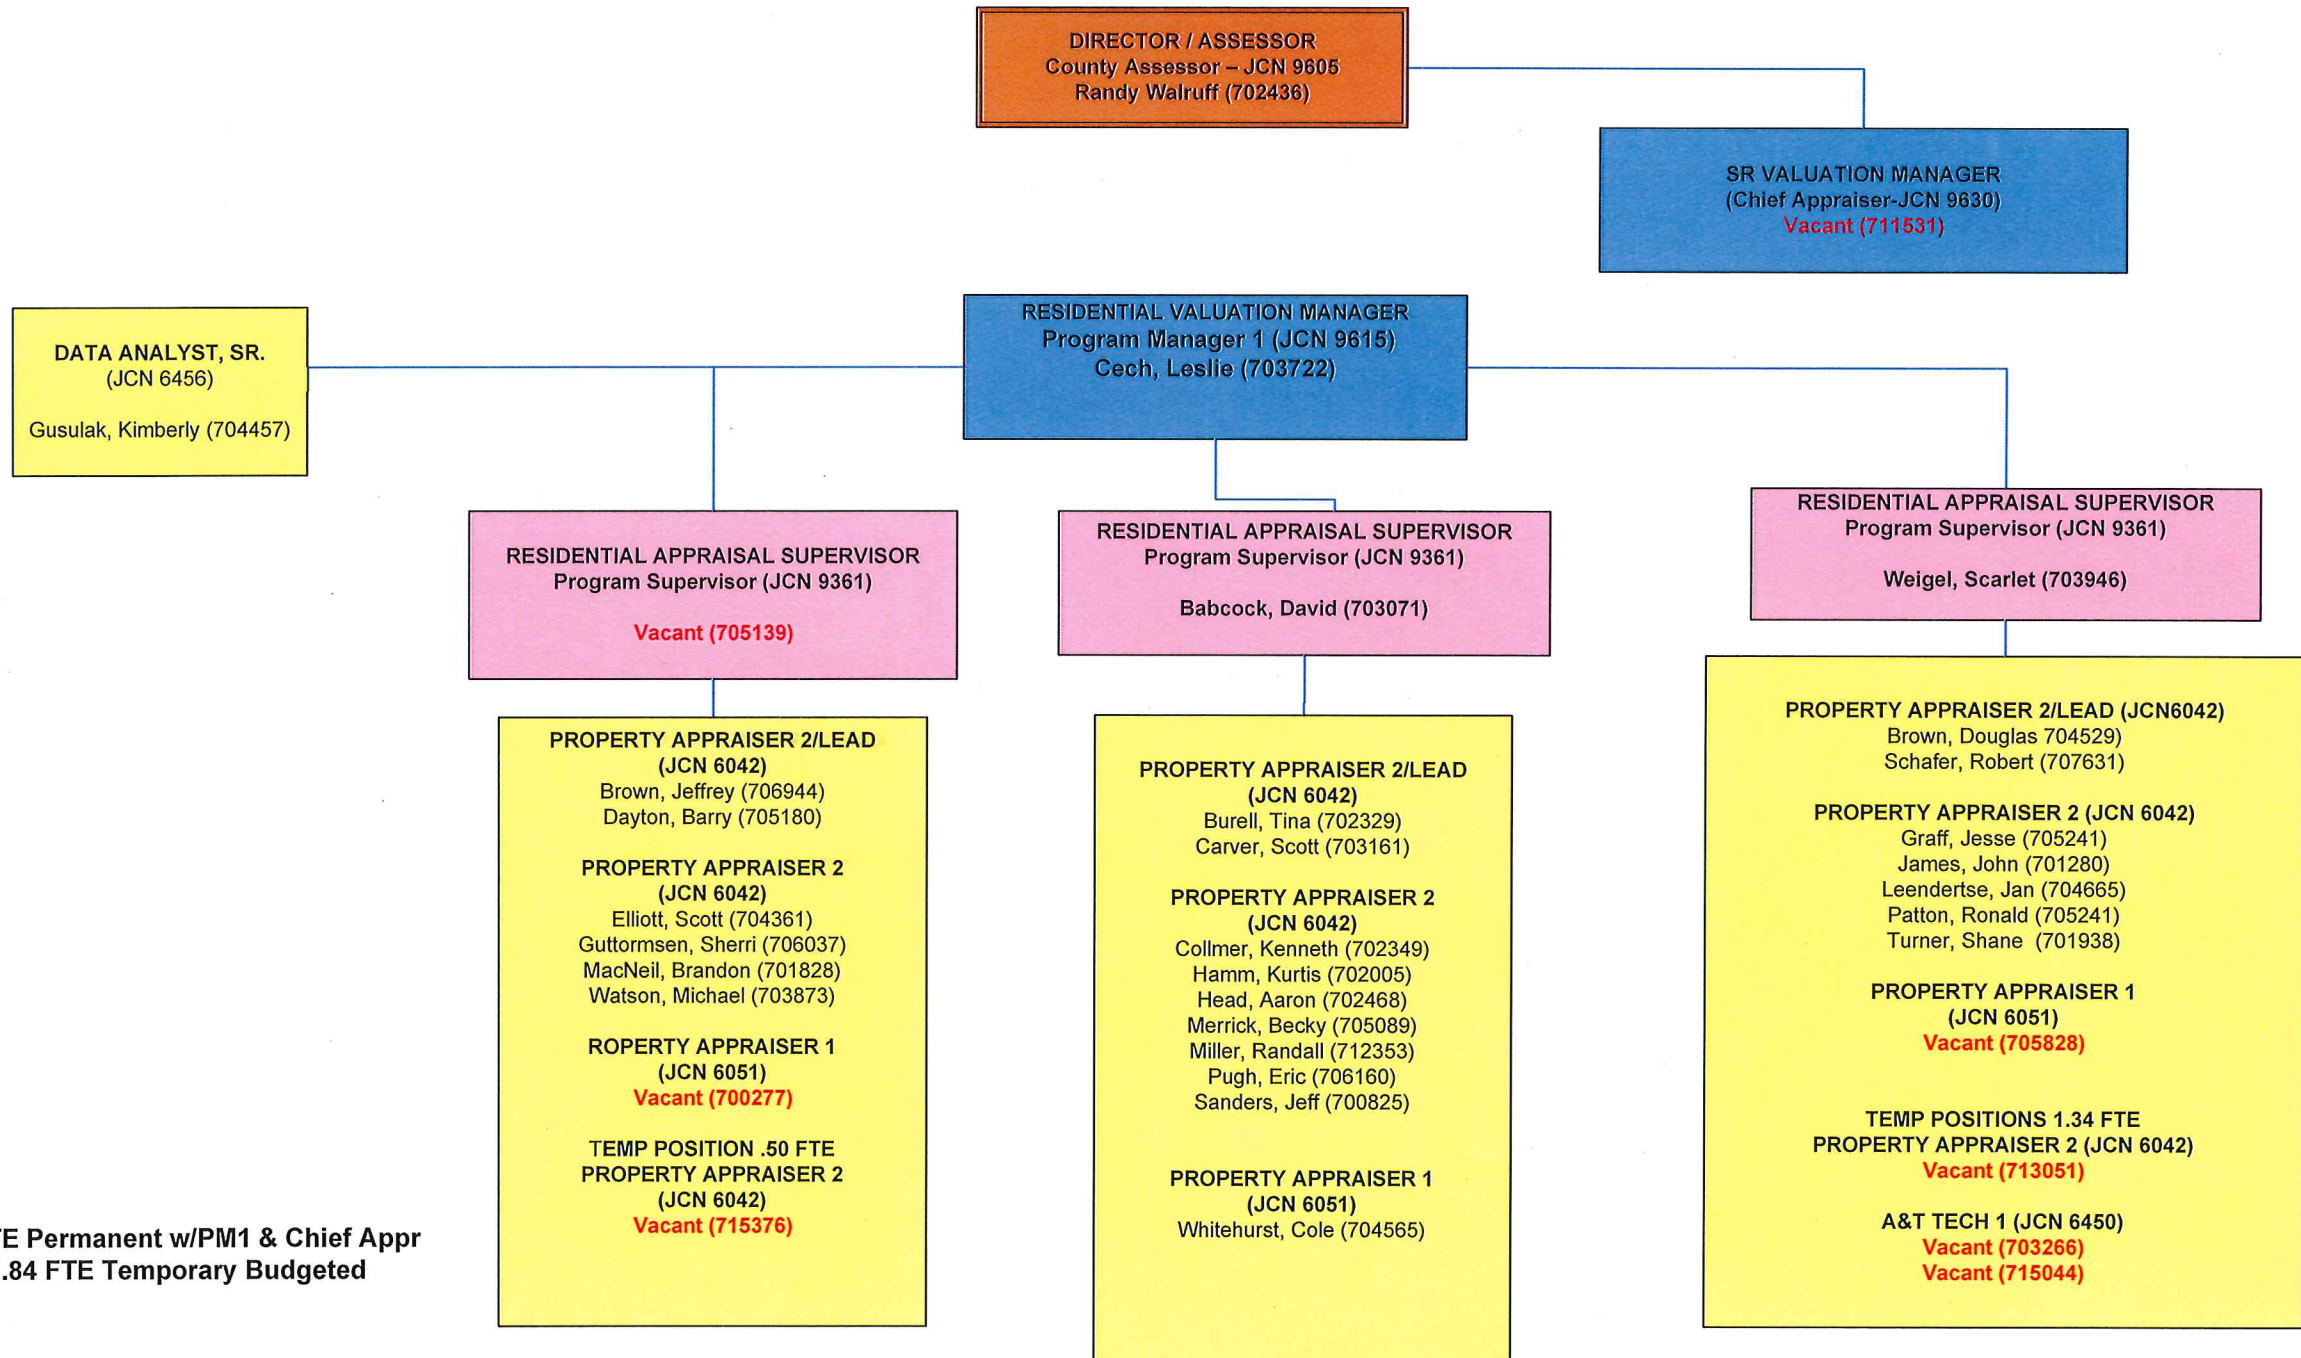 DIRECTOR / ASSESSOR
County Assessor – JCN 9605
Randy Walruff (702436)
SR VALUATION MANAGER
(Chief Appraiser-JCN 9630)
Vacant (711531)
RESIDENTIAL VALUATION MANAGER
Program Manager 1 (JCN 9615)
Cech, Leslie (703722)
DATA ANALYST, SR.
(JCN 6456)
Gusulak, Kimberly (704457)
RESIDENTIAL APPRAISAL SUPERVISOR
Program Supervisor (JCN 9361)
Vacant (705139)
RESIDENTIAL APPRAISAL SUPERVISOR
Program Supervisor (JCN 9361)
Babcock, David (703071)
RESIDENTIAL APPRAISAL SUPERVISOR
Program Supervisor (JCN 9361)
Weigel, Scarlet (703946)
PROPERTY APPRAISER 2/LEAD
(JCN 6042)
Brown, Jeffrey (706944)
Dayton, Barry (705180)
PROPERTY APPRAISER 2
(JCN 6042)
Elliott, Scott (704361)
Guttormsen, Sherri (706037)
MacNeil, Brandon (701828)
Watson, Michael (703873)
ROPERTY APPRAISER 1
(JCN 6051)
Vacant (700277)
TEMP POSITION .50 FTE
PROPERTY APPRAISER 2
(JCN 6042)
Vacant (715376)
PROPERTY APPRAISER 2/LEAD
(JCN 6042)
Burell, Tina (702329)
Carver, Scott (703161)
PROPERTY APPRAISER 2
(JCN 6042)
Collmer, Kenneth (702349)
Hamm, Kurtis (702005)
Head, Aaron (702468)
Merrick, Becky (705089)
Miller, Randall (712353)
Pugh, Eric (706160)
Sanders, Jeff (700825)
PROPERTY APPRAISER 1
(JCN 6051)
Whitehurst, Cole (704565)
PROPERTY APPRAISER 2/LEAD (JCN6042)
Brown, Douglas 704529)
Schafer, Robert (707631)
PROPERTY APPRAISER 2 (JCN 6042)
Graff, Jesse (705241)
James, John (701280)
Leendertse, Jan (704665)
Patton, Ronald (705241)
Turner, Shane (701938)
PROPERTY APPRAISER 1
(JCN 6051)
Vacant (705828)
TEMP POSITIONS 1.34 FTE
PROPERTY APPRAISER 2 (JCN 6042)
Vacant (713051)
A&T TECH 1 (JCN 6450)
Vacant (703266)
Vacant (715044)
Permanent w/PM1 & Chief Appr
.84 FTE Temporary Budgeted